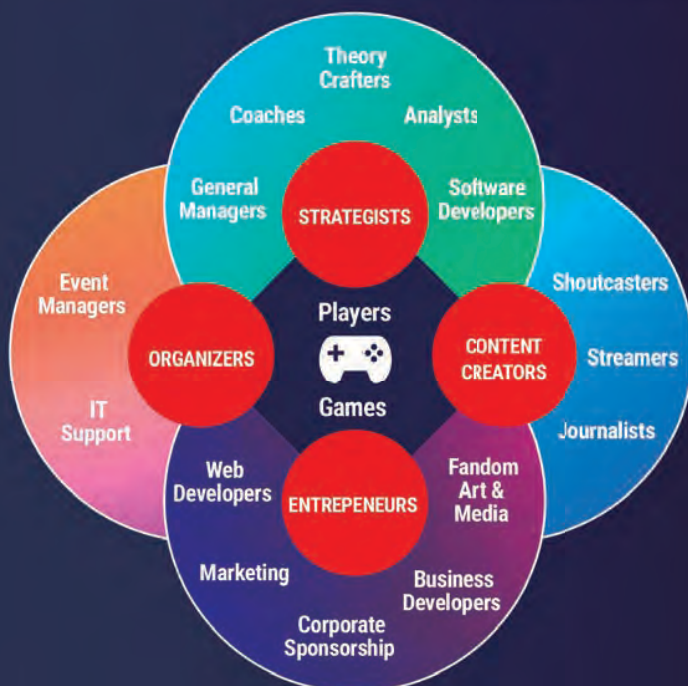 Theory
Crafters
Coaches
Analysts
General
Managers
STRATEGISTS
Software
Developers
Event
Managers
Players
Shoutcasters
ORGANIZERS
CONTENT
CREATORS
Streamers
Games
IT
Support
Journalists
Web
Developers
ENTREPENEURS
Fandom
Art &
Media
Marketing
Business
Developers
Corporate
Sponsorship